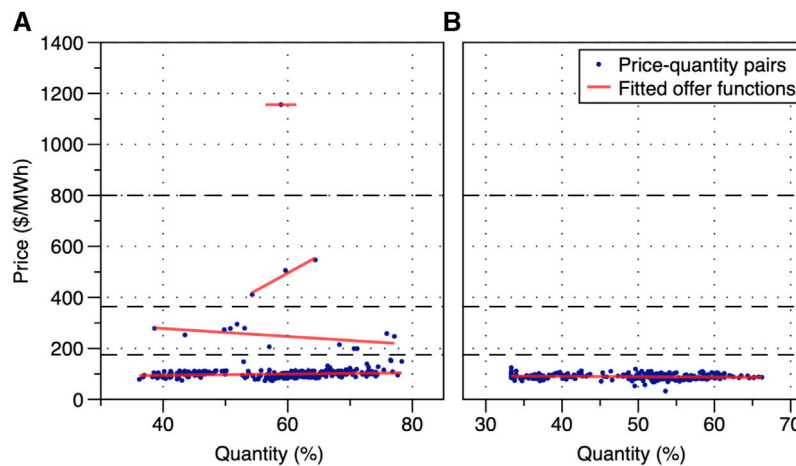 A
B
1400
1200
1000
800
600
400
200
0
Price ($/MWh)
40
60
80
Quantity (%)
Price-quantity pairs
Fitted offer functions
30
40
50
60
70
Quantity (%)